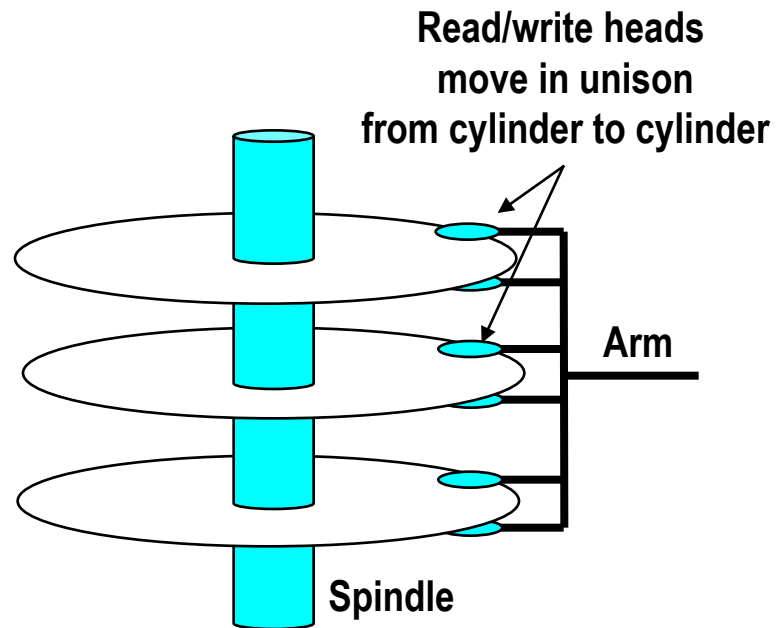 Read/write heads
move in unison
from cylinder to cylinder
Arm
Spindle